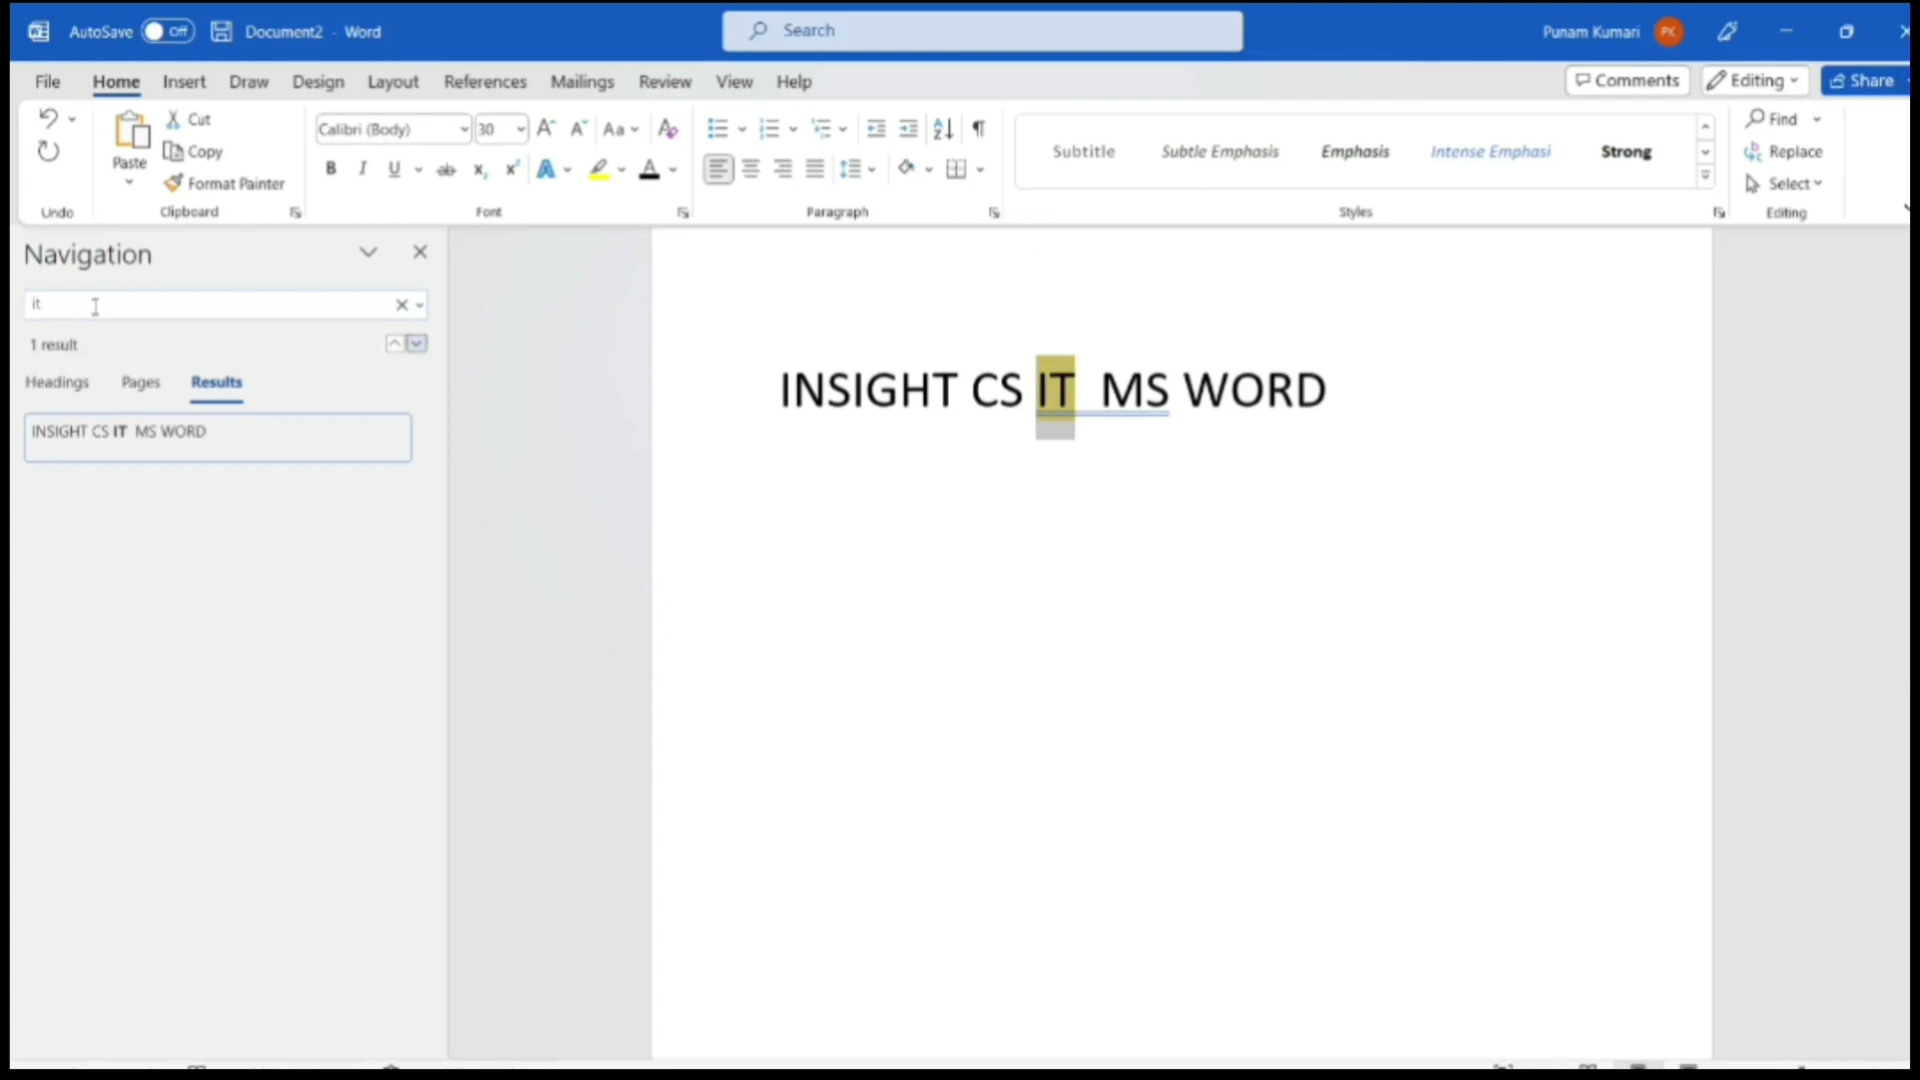 AutoSave Off Document2 - Word Search Punam Kumari PK
File Home Insert Draw Design Layout References Mailings Review View Help Comments Editing Share
Cut
Copy
Format Painter
Paste
Calibri (Body) 30
Aa
B I U ab
Subtitle Subtle Emphasis Emphasis Intense Emphasi Strong
Find
Replace
Select
Undo Clipboard Font Paragraph Styles Editing
Navigation
it
1 result
Headings Pages Results
INSIGHT CS IT MS WORD
INSIGHT CS IT MS WORD